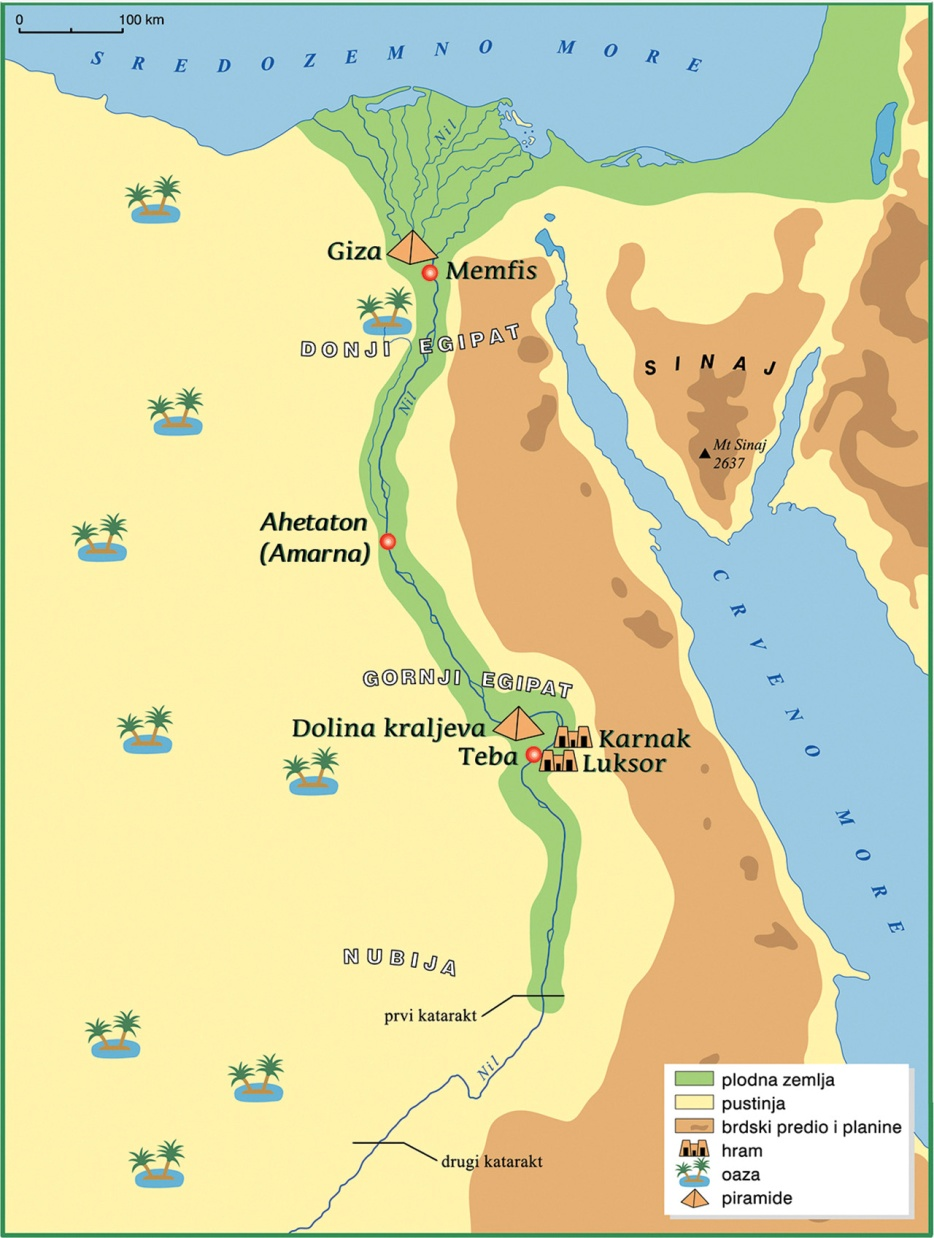 0 100 km
SREDOZEMNO MORE
Nil
Giza
Memfis
DONJI EGIPAT
Nil
SINAJ
Mt Sinaj
2637
Ahetaton
(Amarna)
CRVENO MORE
GORNJI EGIPAT
Dolina kraljeva
Karnak
Teba
Luksor
NUBIJA
prvi katarakt
Nil
drugi katarakt
plodna zemlja
pustinja
brdski predio i planine
hram
oaza
piramide